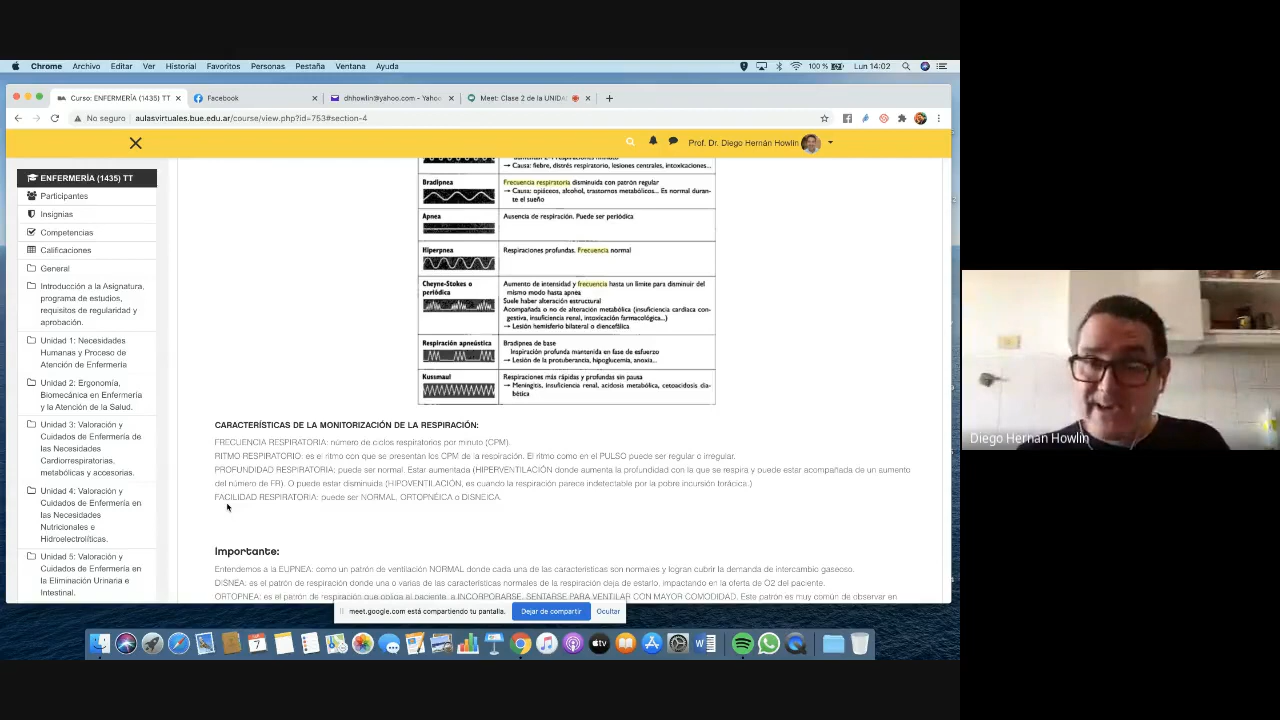 Chrome Archivo Editar Ver Historial Favoritos Personas Pestaña Ventana Ayuda
100 % Lun 14:02
Curso: ENFERMERÍA (1435) TT
Facebook
dhhowlin@yahoo.com - Yahoo
Meet: Clase 2 de la UNIDA
No seguro aulasvirtuales.bue.edu.ar/course/view.php?id=753#section-4
Prof. Dr. Diego Hernán Howlin
ENFERMERÍA (1435) TT
Participantes
Insignias
Competencias
Calificaciones
General
Introducción a la Asignatura,
programa de estudios,
requisitos de regularidad y
aprobación.
Unidad 1: Necesidades
Humanas y Proceso de
Atención de Enfermería
Unidad 2: Ergonomía,
Biomecánica en Enfermería
y la Atención de la Salud.
Unidad 3: Valoración y
Cuidados de Enfermería de
las Necesidades
Cardiorrespiratorias,
metabólicas y accesorias.
Unidad 4: Valoración y
Cuidados de Enfermería en
las Necesidades
Nutricionales e
Hidroelectrolíticas.
Unidad 5: Valoración y
Cuidados de Enfermería en
la Eliminación Urinaria e
Intestinal.
→ Causa: fiebre, distrés respiratorio, lesiones centrales, intoxicaciones...
Bradipnea
Frecuencia respiratoria disminuida con patrón regular
→ Causa: opiáceos, alcohol, trastornos metabólicos... Es normal duran-
te el sueño
Apnea
Ausencia de respiración. Puede ser periódica
Hiperpnea
Respiraciones profundas. Frecuencia normal
Cheyne-Stokes o
periódica
Aumento de intensidad y frecuencia hasta un límite para disminuir del
mismo modo hasta apnea
Suele haber alteración estructural
Acompañada o no de alteración metabólica (insuficiencia cardiaca con-
gestiva, insuficiencia renal, intoxicación farmacológica...)
→ Lesión hemisferio bilateral o diencefálica
Respiración apnéustica
Bradipnea de base
Inspiración profunda mantenida en fase de esfuerzo
→ Lesión de la protuberancia, hipoglucemia, anoxia...
Kussmaul
Respiraciones más rápidas y profundas sin pausa
→ Meningitis, insuficiencia renal, acidosis metabólica, cetoacidosis dia-
bética
CARACTERÍSTICAS DE LA MONITORIZACIÓN DE LA RESPIRACIÓN:
FRECUENCIA RESPIRATORIA: número de ciclos respiratorios por minuto (CPM).
RITMO RESPIRATORIO: es el ritmo con que se presentan los CPM de la respiración. El ritmo como en el PULSO puede ser regular o irregular.
PROFUNDIDAD RESPIRATORIA: puede ser normal. Estar aumentada (HIPERVENTILACIÓN donde aumenta la profundidad con la que se respira y puede estar acompañada de un aumento
del número de FR). O puede estar disminuida (HIPOVENTILACIÓN, es cuando la respiración parece indetectable por la pobre incursión torácica.)
FACILIDAD RESPIRATORIA: puede ser NORMAL, ORTOPNÉICA o DISNEICA.
Importante:
Entendemos a la EUPNEA: como un patrón de ventilación NORMAL donde cada una de las características son normales y logran cubrir la demanda de intercambio gaseoso.
DISNEA: es el patrón de respiración donde una o varias de las características normales de la respiración deja de estarlo, impactando en la oferta de O2 del paciente.
ORTOPNEA: es el patrón de respiración que obliga al paciente a INCORPORARSE, SENTARSE PARA VENTILAR CON MAYOR COMODIDAD. Este patrón es muy común de observar en
meet.google.com está compartiendo tu pantalla. Dejar de compartir Ocultar
Diego Hernán Howlin